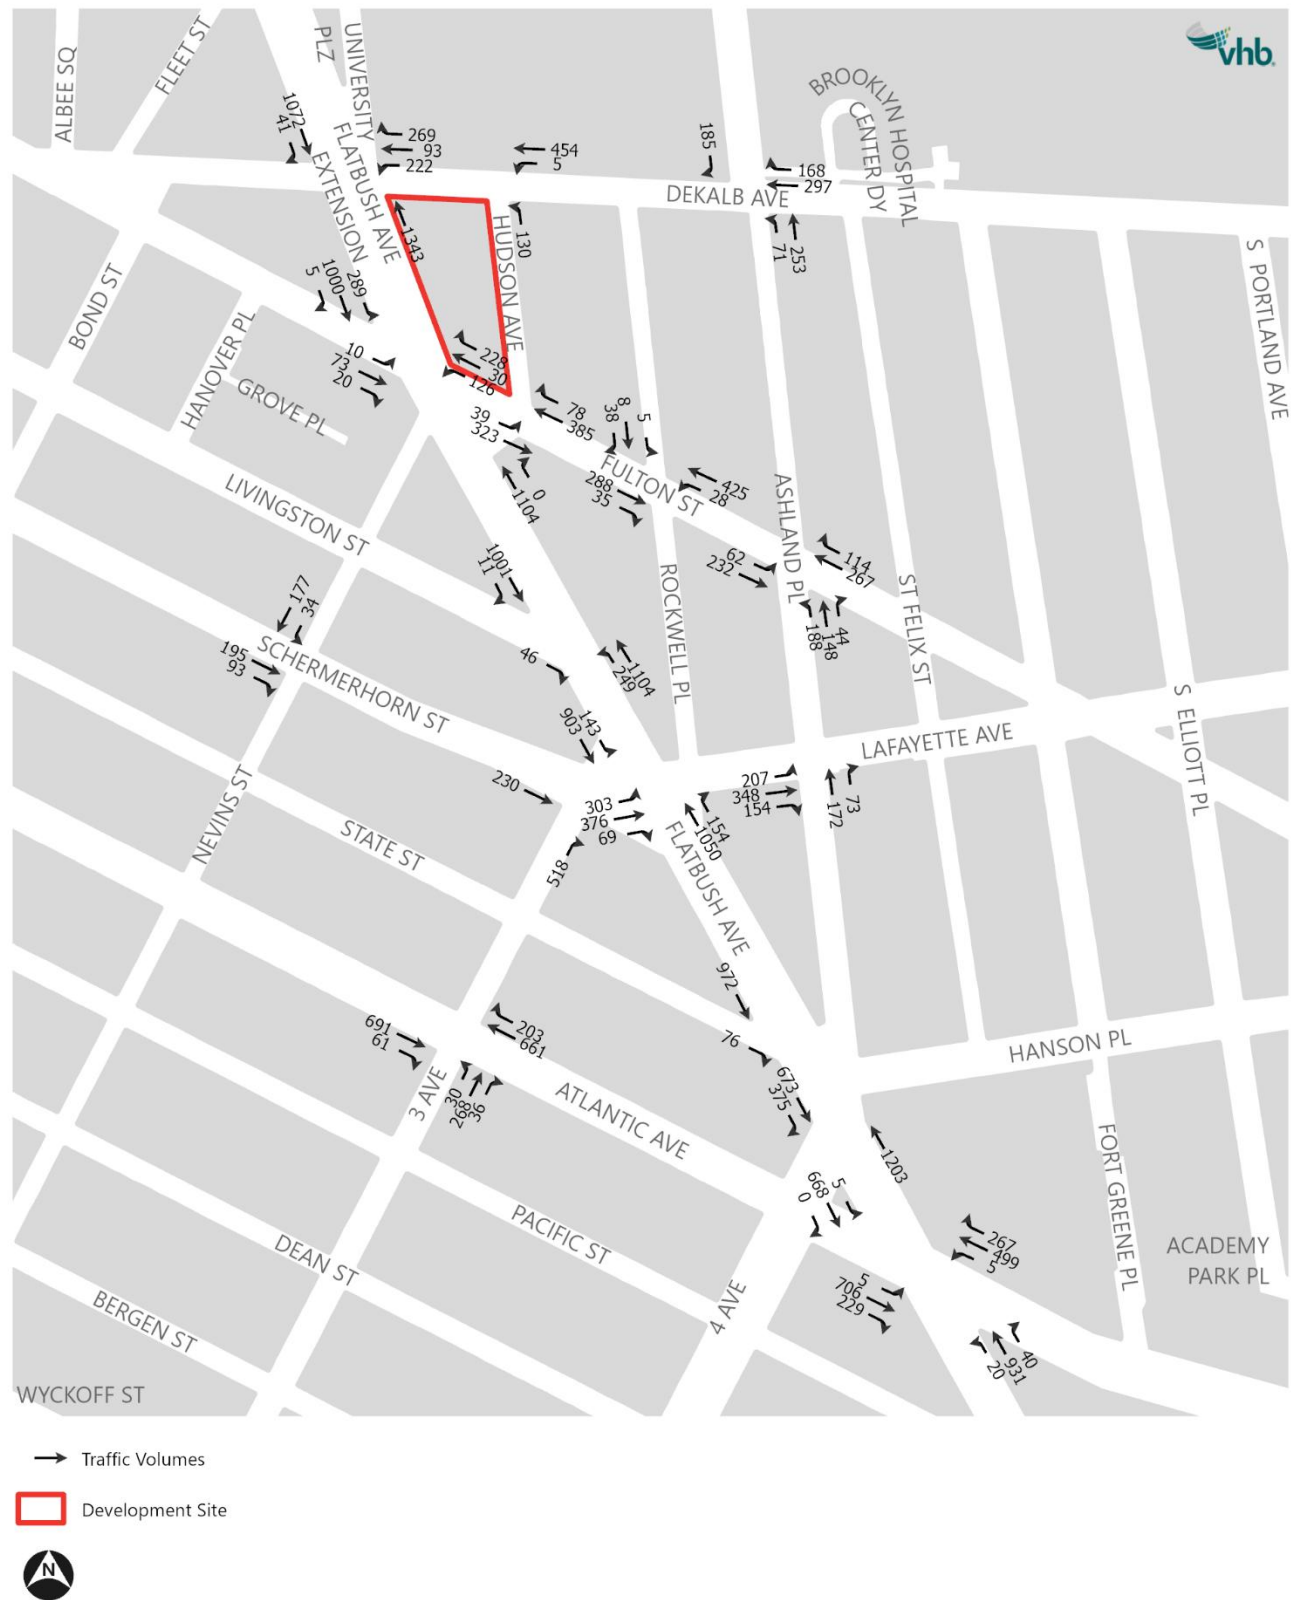 vhb
ALBEE SQ
FLEET ST
UNIVERSITY
PLZ
BROOKLYN HOSPITAL
CENTER DY
1072
41
FLATBUSH AVE
EXTENSION
269
93
222
454
5
185
168
297
DEKALB AVE
71
253
130
1343
HUDSON AVE
S PORTLAND AVE
BOND ST
HANOVER PL
GROVE PL
5
1000
289
10
73
20
228
30
126
39
323
78
385
38
8
5
0
1104
FULTON ST
288
35
425
28
ASHLAND PL
62
232
114
267
188
148
44
ST FELIX ST
LIVINGSTON ST
1001
11
ROCKWELL PL
177
34
195
93
SCHERMERHORN ST
46
1104
249
143
903
S ELLIOTT PL
LAFAYETTE AVE
230
303
376
69
207
348
154
172
73
154
1050
518
NEVINS ST
STATE ST
FLATBUSH AVE
972
76
691
61
203
661
HANSON PL
3 AVE
30
268
36
ATLANTIC AVE
673
375
1203
FORT GREENE PL
668
5
0
PACIFIC ST
DEAN ST
267
499
5
ACADEMY
PARK PL
5
706
229
4 AVE
BERGEN ST
20
931
40
WYCKOFF ST
Traffic Volumes
Development Site
N